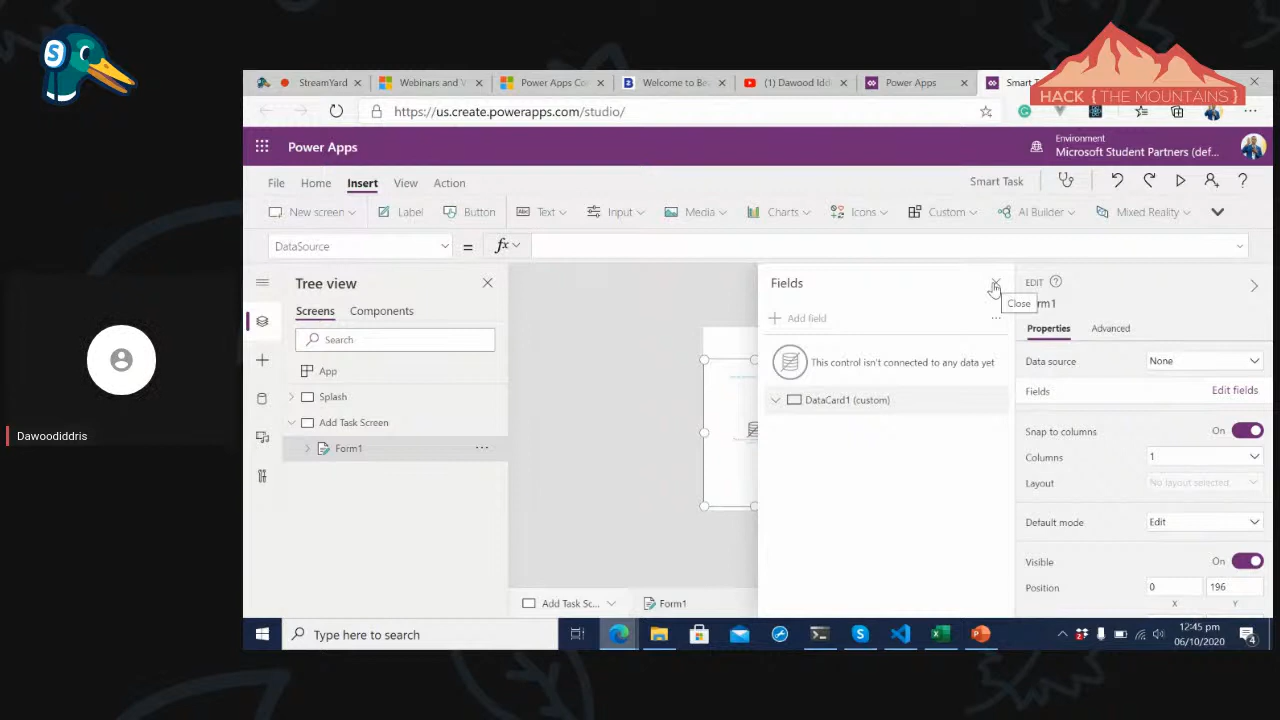 S
HACK {THE MOUNTAINS}
StreamYard
Webinars and V
Power Apps Co
Welcome to Be
(1) Dawood Idd
Power Apps
Smart T
https://us.create.powerapps.com/studio/
Power Apps
Environment
Microsoft Student Partners (def...
File Home Insert View Action
Smart Task
New screen Label Button Text Input Media Charts Icons Custom AI Builder Mixed Reality
DataSource = fx
Tree view
Screens Components
Search
App
Splash
Add Task Screen
Form1
Fields
Close
Add field
This control isn't connected to any data yet
DataCard1 (custom)
EDIT
rm1
Properties Advanced
Data source None
Fields Edit fields
Snap to columns On
Columns 1
Layout No layout selected
Default mode Edit
Visible On
Position 0 196
X Y
Add Task Sc... Form1
Dawoodiddris
Type here to search
12:45 pm
06/10/2020
4